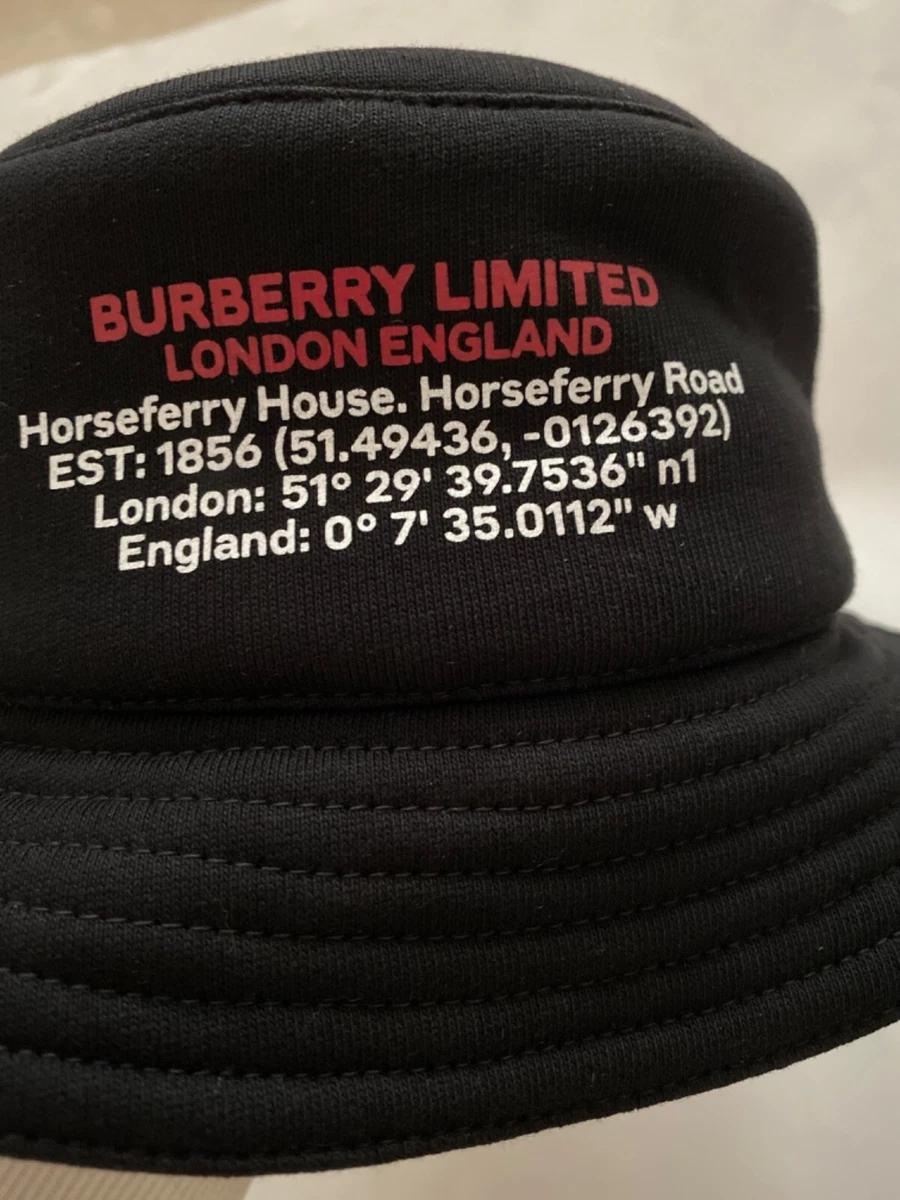 BURBERRY LIMITED
LONDON ENGLAND
Horseferry House. Horseferry Road
EST: 1856 (51.49436, -0126392)
London: 51° 29' 39.7536" n1
England: 0° 7' 35.0112" w